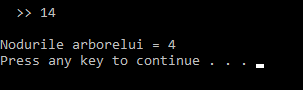 >> 14
Nodurile arborelui = 4
Press any key to continue . . .